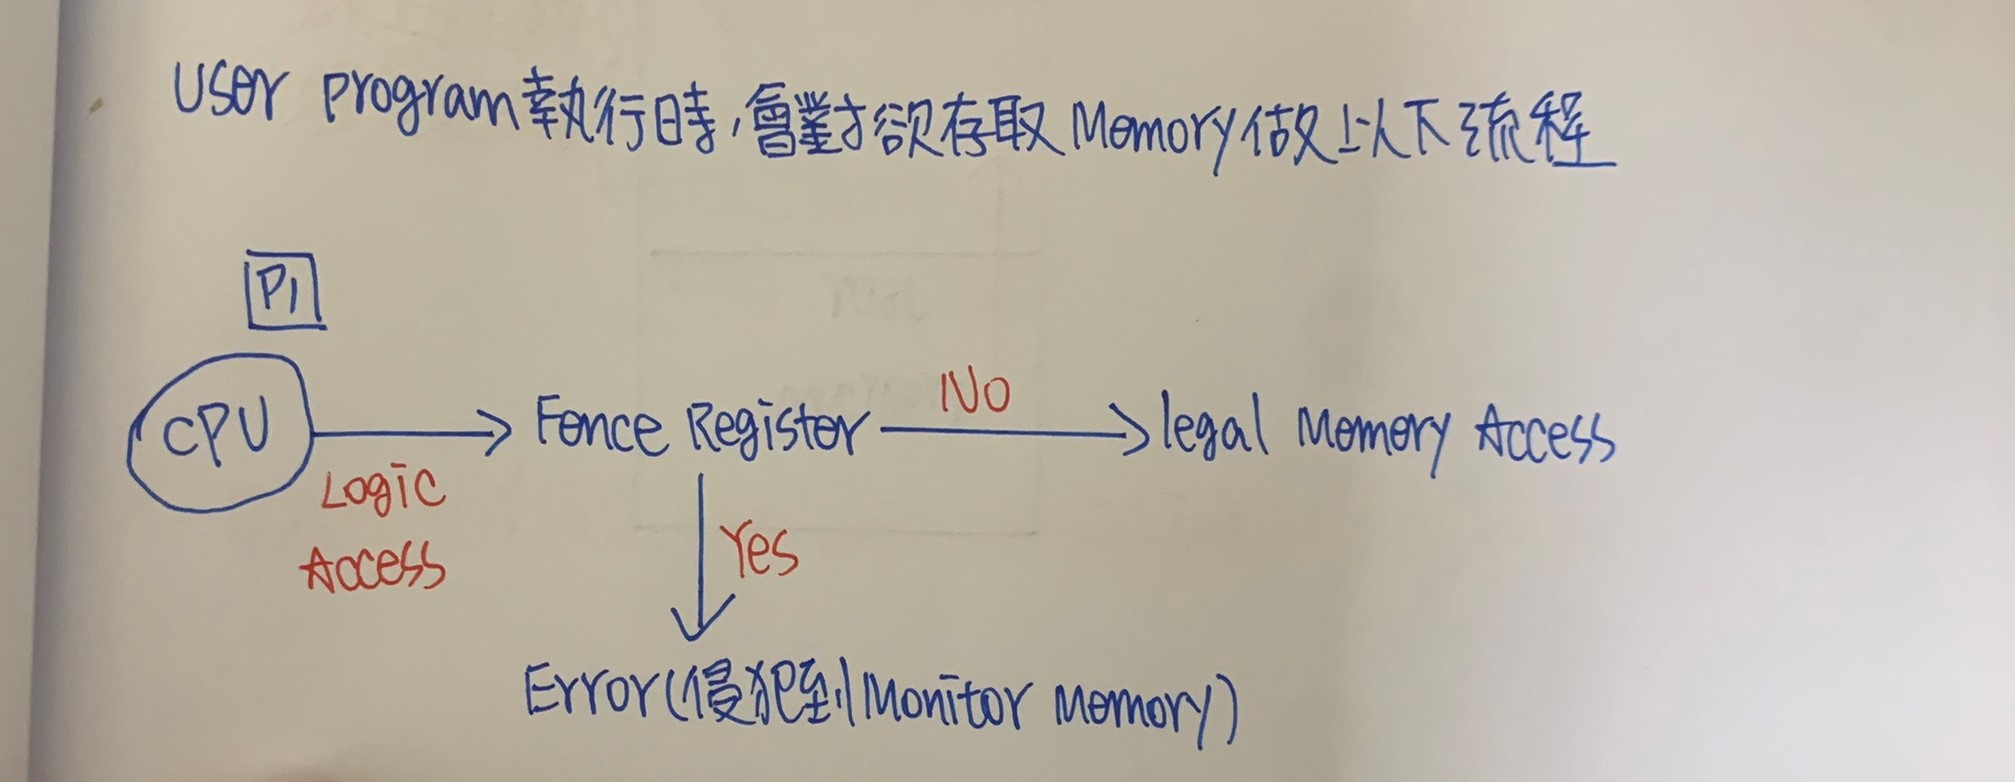 User program執行時，會對欲存取Memory做以下流程
P1
CPU
Logic
Access
Fence Register
No
legal Memory Access
Yes
Error(侵犯到Monitor Memory)